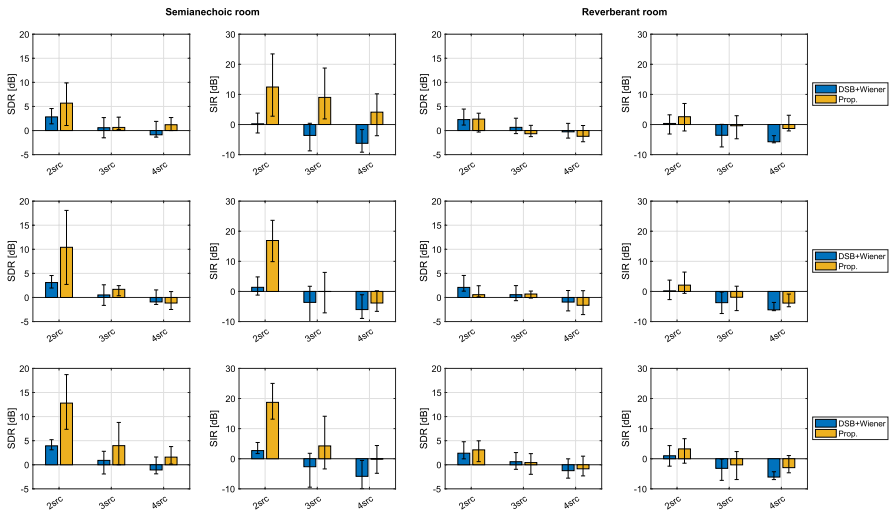 Semianechoic room
Reverberant room
20
15
10
5
0
-5
SDR [dB]
2src
3src
4src
30
20
10
0
-10
SIR [dB]
2src
3src
4src
20
15
10
5
0
-5
SDR [dB]
2src
3src
4src
30
20
10
0
-10
SIR [dB]
2src
3src
4src
DSB+Wiener
Prop.
20
15
10
5
0
-5
SDR [dB]
2src
3src
4src
30
20
10
0
-10
SIR [dB]
2src
3src
4src
20
15
10
5
0
-5
SDR [dB]
2src
3src
4src
30
20
10
0
-10
SIR [dB]
2src
3src
4src
DSB+Wiener
Prop.
20
15
10
5
0
-5
SDR [dB]
2src
3src
4src
30
20
10
0
-10
SIR [dB]
2src
3src
4src
20
15
10
5
0
-5
SDR [dB]
2src
3src
4src
30
20
10
0
-10
SIR [dB]
2src
3src
4src
DSB+Wiener
Prop.